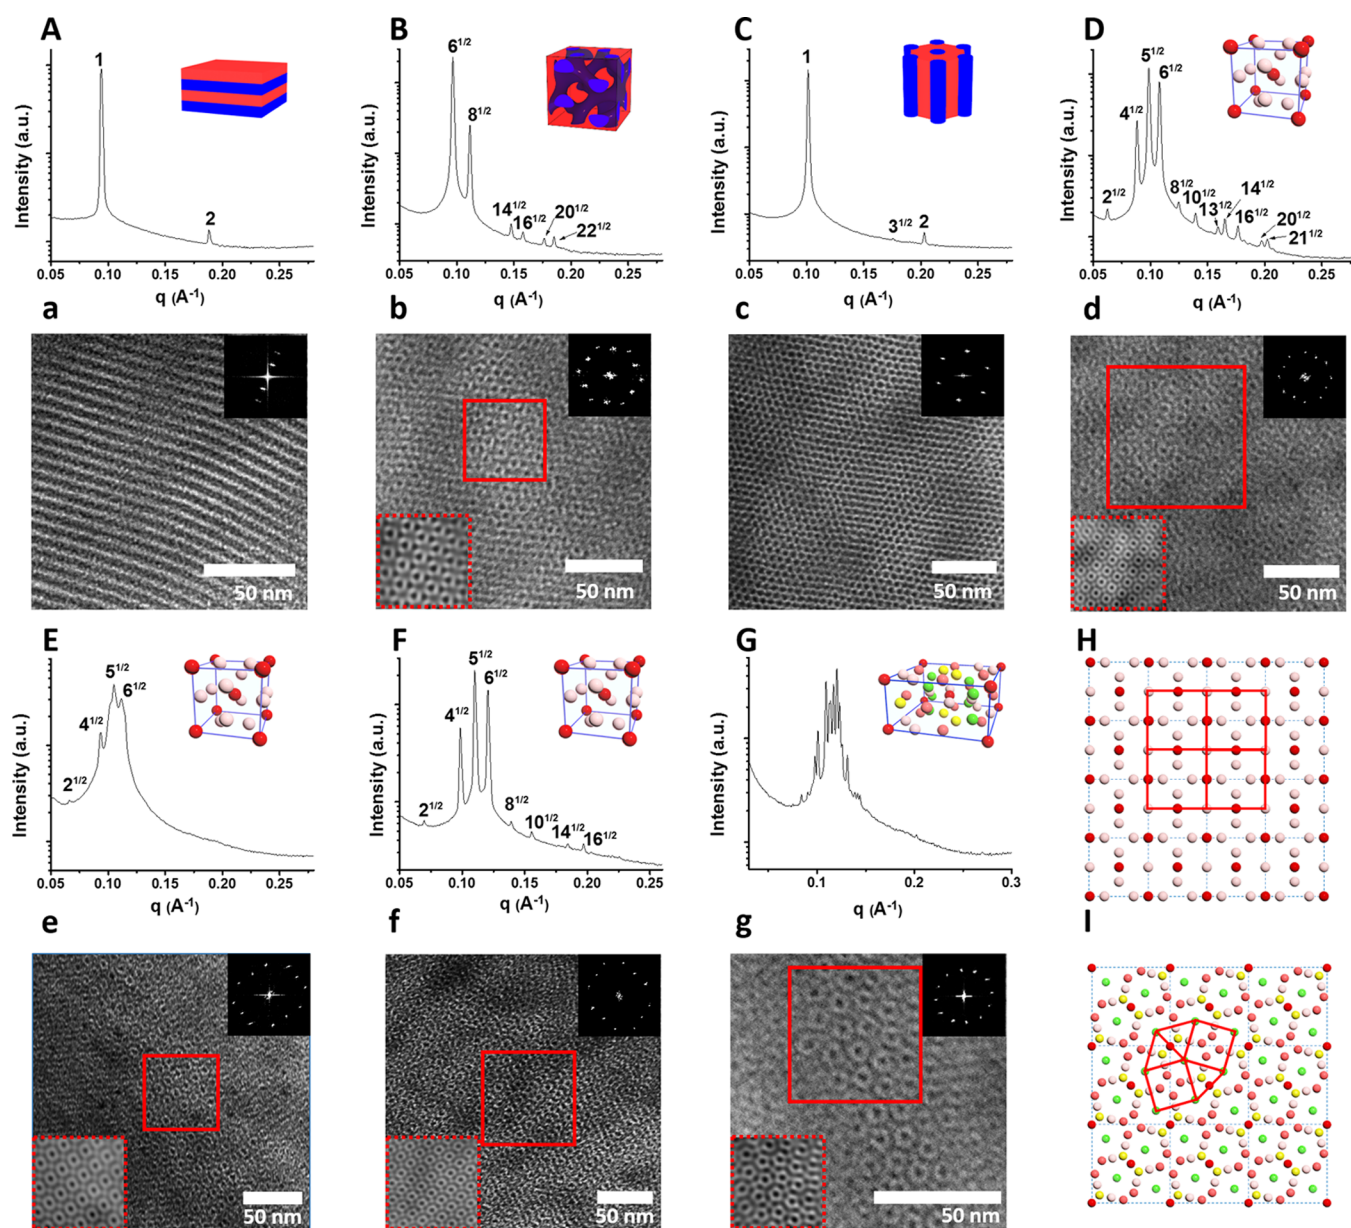 A
B
C
D
1
2
Intensity (a.u.)
0.05 0.10 0.15 0.20 0.25
q (A⁻¹)
6^1/2
8^1/2
14^1/2
16^1/2
20^1/2
22^1/2
Intensity (a.u.)
0.05 0.10 0.15 0.20 0.25
q (A⁻¹)
1
3^1/2
2
Intensity (a.u.)
0.05 0.10 0.15 0.20 0.25
q (A⁻¹)
5^1/2
6^1/2
4^1/2
2^1/2
8^1/2
10^1/2
13^1/2
14^1/2
16^1/2
20^1/2
21^1/2
Intensity (a.u.)
0.05 0.10 0.15 0.20 0.25
q (A⁻¹)
a
b
c
d
50 nm
50 nm
50 nm
50 nm
E
F
G
H
5^1/2
6^1/2
4^1/2
2^1/2
Intensity (a.u.)
0.05 0.10 0.15 0.20 0.25
q (A⁻¹)
5^1/2
6^1/2
4^1/2
2^1/2
8^1/2
10^1/2
14^1/2
16^1/2
Intensity (a.u.)
0.05 0.10 0.15 0.20 0.25
q (A⁻¹)
Intensity (a.u.)
0.1 0.2 0.3
q (A⁻¹)
e
f
g
I
50 nm
50 nm
50 nm